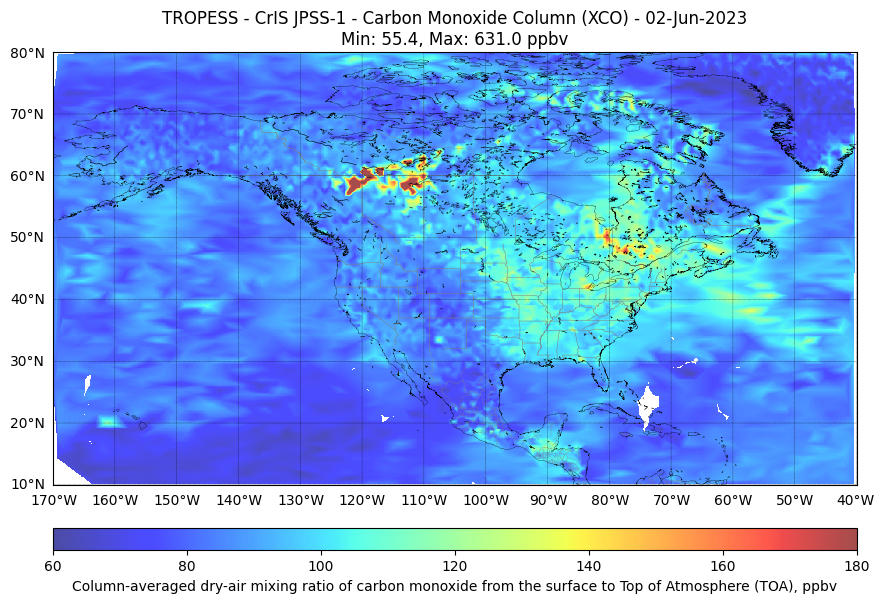 TROPESS - CrIS JPSS-1 - Carbon Monoxide Column (XCO) - 02-Jun-2023
Min: 55.4, Max: 631.0 ppbv
80°N
70°N
60°N
50°N
40°N
30°N
20°N
10°N
170°W 160°W 150°W 140°W 130°W 120°W 110°W 100°W 90°W 80°W 70°W 60°W 50°W 40°W
60 80 100 120 140 160 180
Column-averaged dry-air mixing ratio of carbon monoxide from the surface to Top of Atmosphere (TOA), ppbv